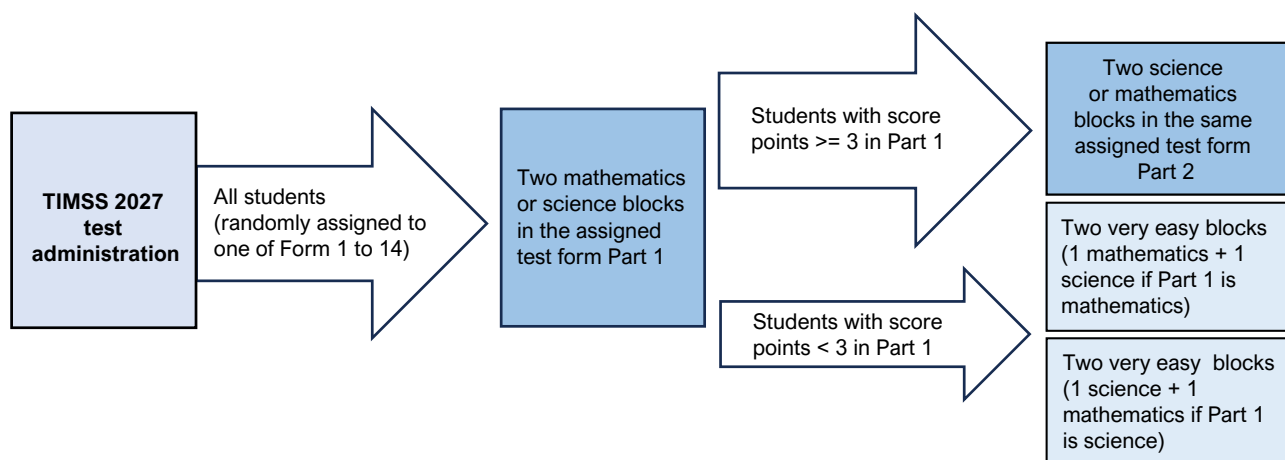 TIMSS 2027
test
administration
All students
(randomly assigned to
one of Form 1 to 14)
Two mathematics
or science blocks
in the assigned
test form Part 1
Students with score
points >= 3 in Part 1
Students with score
points < 3 in Part 1
Two science
or mathematics
blocks in the same
assigned test form
Part 2
Two very easy blocks
(1 mathematics + 1
science if Part 1 is
mathematics)
Two very easy  blocks
(1 science + 1
mathematics if Part 1
is science)